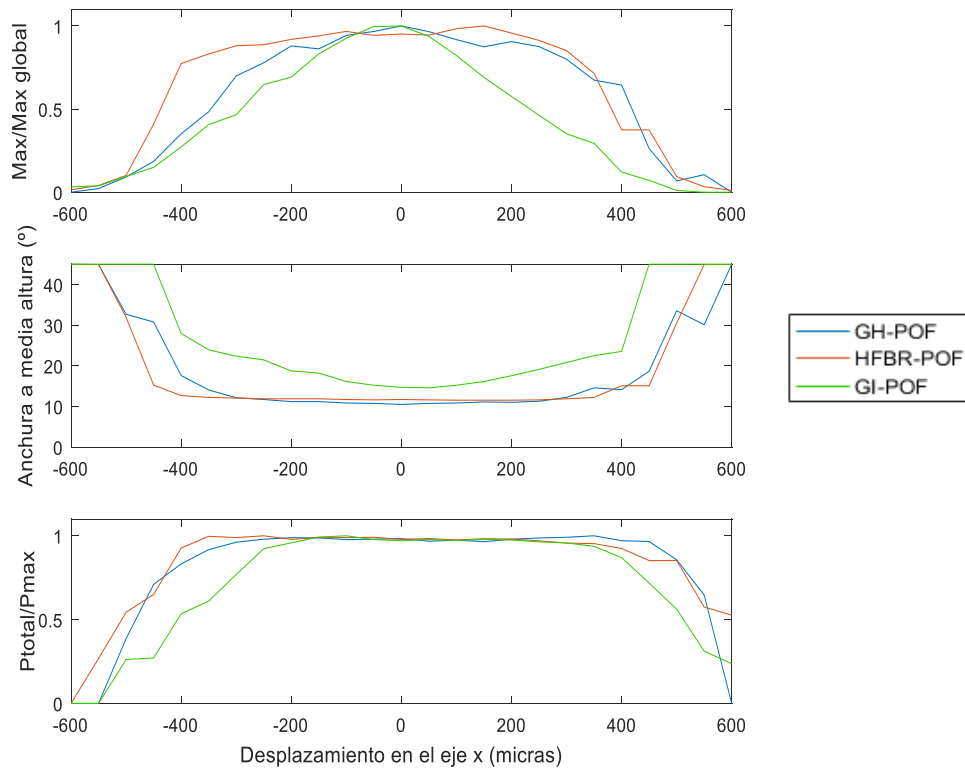 Max/Max global
1
0.5
0
-600 -400 -200 0 200 400 600
Anchura a media altura (º)
40
30
20
10
0
-600 -400 -200 0 200 400 600
Ptotal/Pmax
1
0.5
0
-600 -400 -200 0 200 400 600
Desplazamiento en el eje x (micras)
GH-POF
HFBR-POF
GI-POF